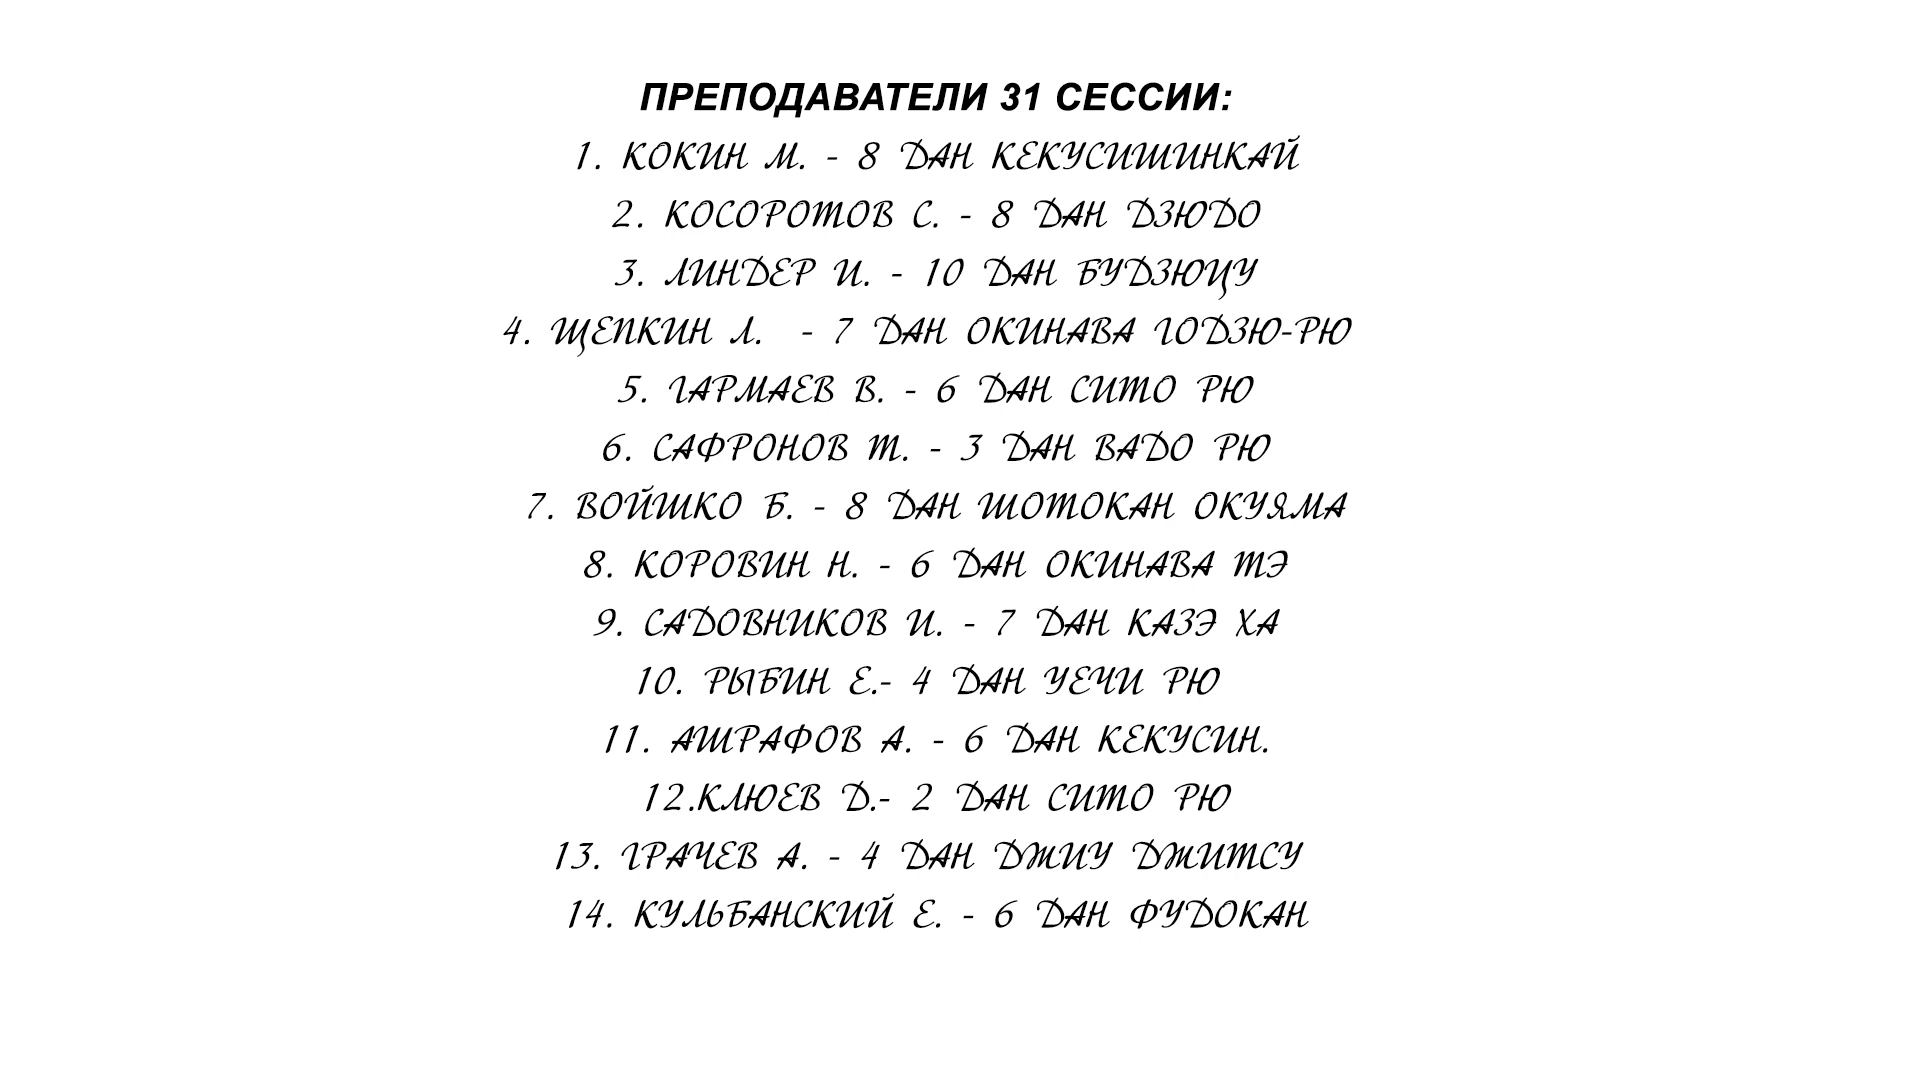 ПРЕПОДАВАТЕЛИ 31 СЕССИИ:
1. КОКИН М. - 8 ДАН КЕКУСИШИНКАЙ
2. КОСОРОТОВ С. - 8 ДАН ДЗЮДО
3. ЛИНДЕР И. - 10 ДАН БУДЗЮЦУ
4. ЩЕПКИН Л. - 7 ДАН ОКИНАВА ГОДЗЮ-РЮ
5. ГАРМАЕВ В. - 6 ДАН СИТО РЮ
6. САФРОНОВ Т. - 3 ДАН ВАДО РЮ
7. ВОЙШКО Б. - 8 ДАН ШОТОКАН ОКУЯМА
8. КОРОВИН Н. - 6 ДАН ОКИНАВА ТЭ
9. САДОВНИКОВ И. - 7 ДАН КАЗЭ ХА
10. РЫБИН Е.- 4 ДАН УЕЧИ РЮ
11. АШРАФОВ А. - 6 ДАН КЕКУСИН.
12.КЛЮЕВ Д.- 2 ДАН СИТО РЮ
13. ГРАЧЕВ А. - 4 ДАН ДЖИУ ДЖИТСУ
14. КУЛЬБАНСКИЙ Е. - 6 ДАН ФУДОКАН